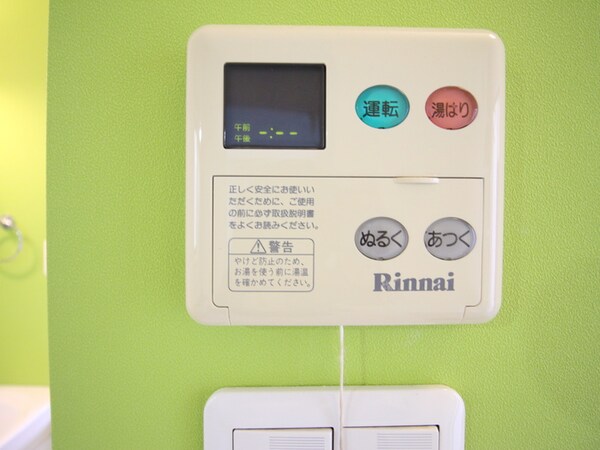 運転
湯はり
午前
午後
-:--
正しく安全にお使いい
ただくために、ご使用
の前に必ず取扱説明書
をよくお読みください。
警告
やけど防止のため、
お湯を使う前に湯温
を確かめてください。
ぬるく
あつく
Rinnai